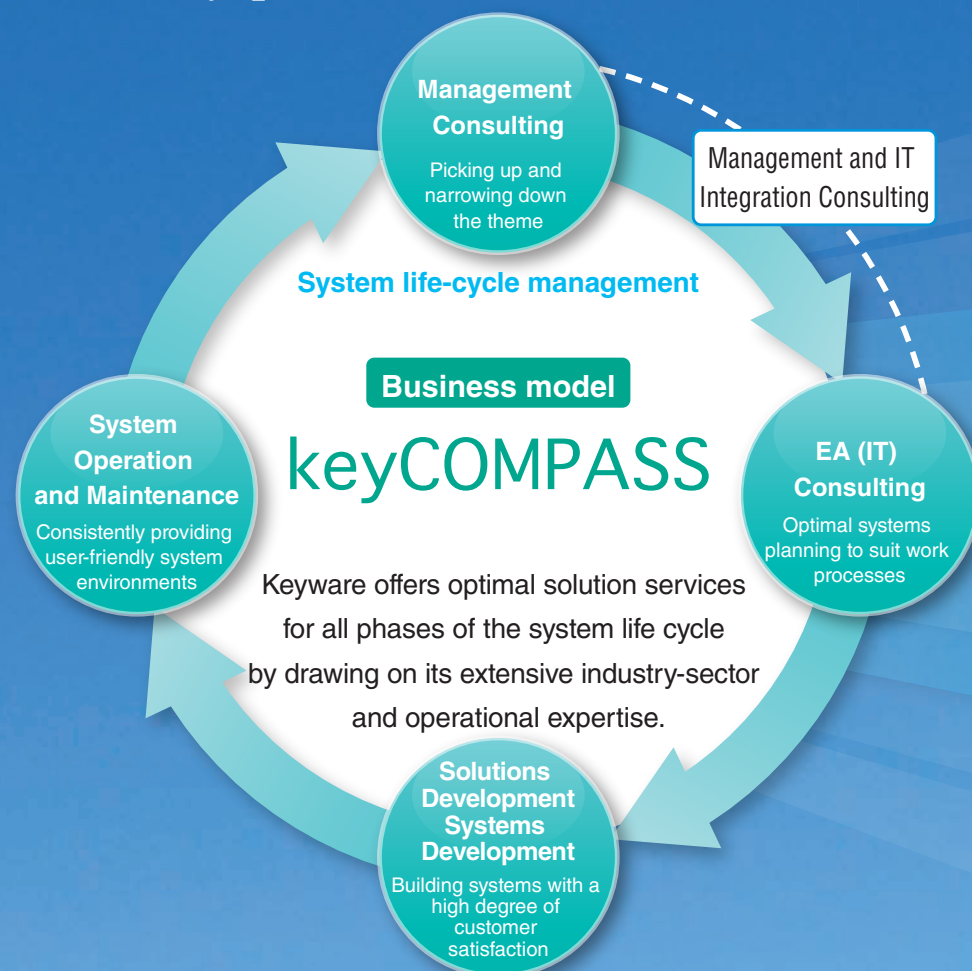 Management
Consulting
Picking up and
narrowing down
the theme
Management and IT
Integration Consulting
System life-cycle management
Business model
keyCOMPASS
System
Operation
and Maintenance
Consistently providing
user-friendly system
environments
EA (IT)
Consulting
Optimal systems
planning to suit work
processes
Keyware offers optimal solution services
for all phases of the system life cycle
by drawing on its extensive industry-sector
and operational expertise.
Solutions
Development
Systems
Development
Building systems with a
high degree of
customer
satisfaction